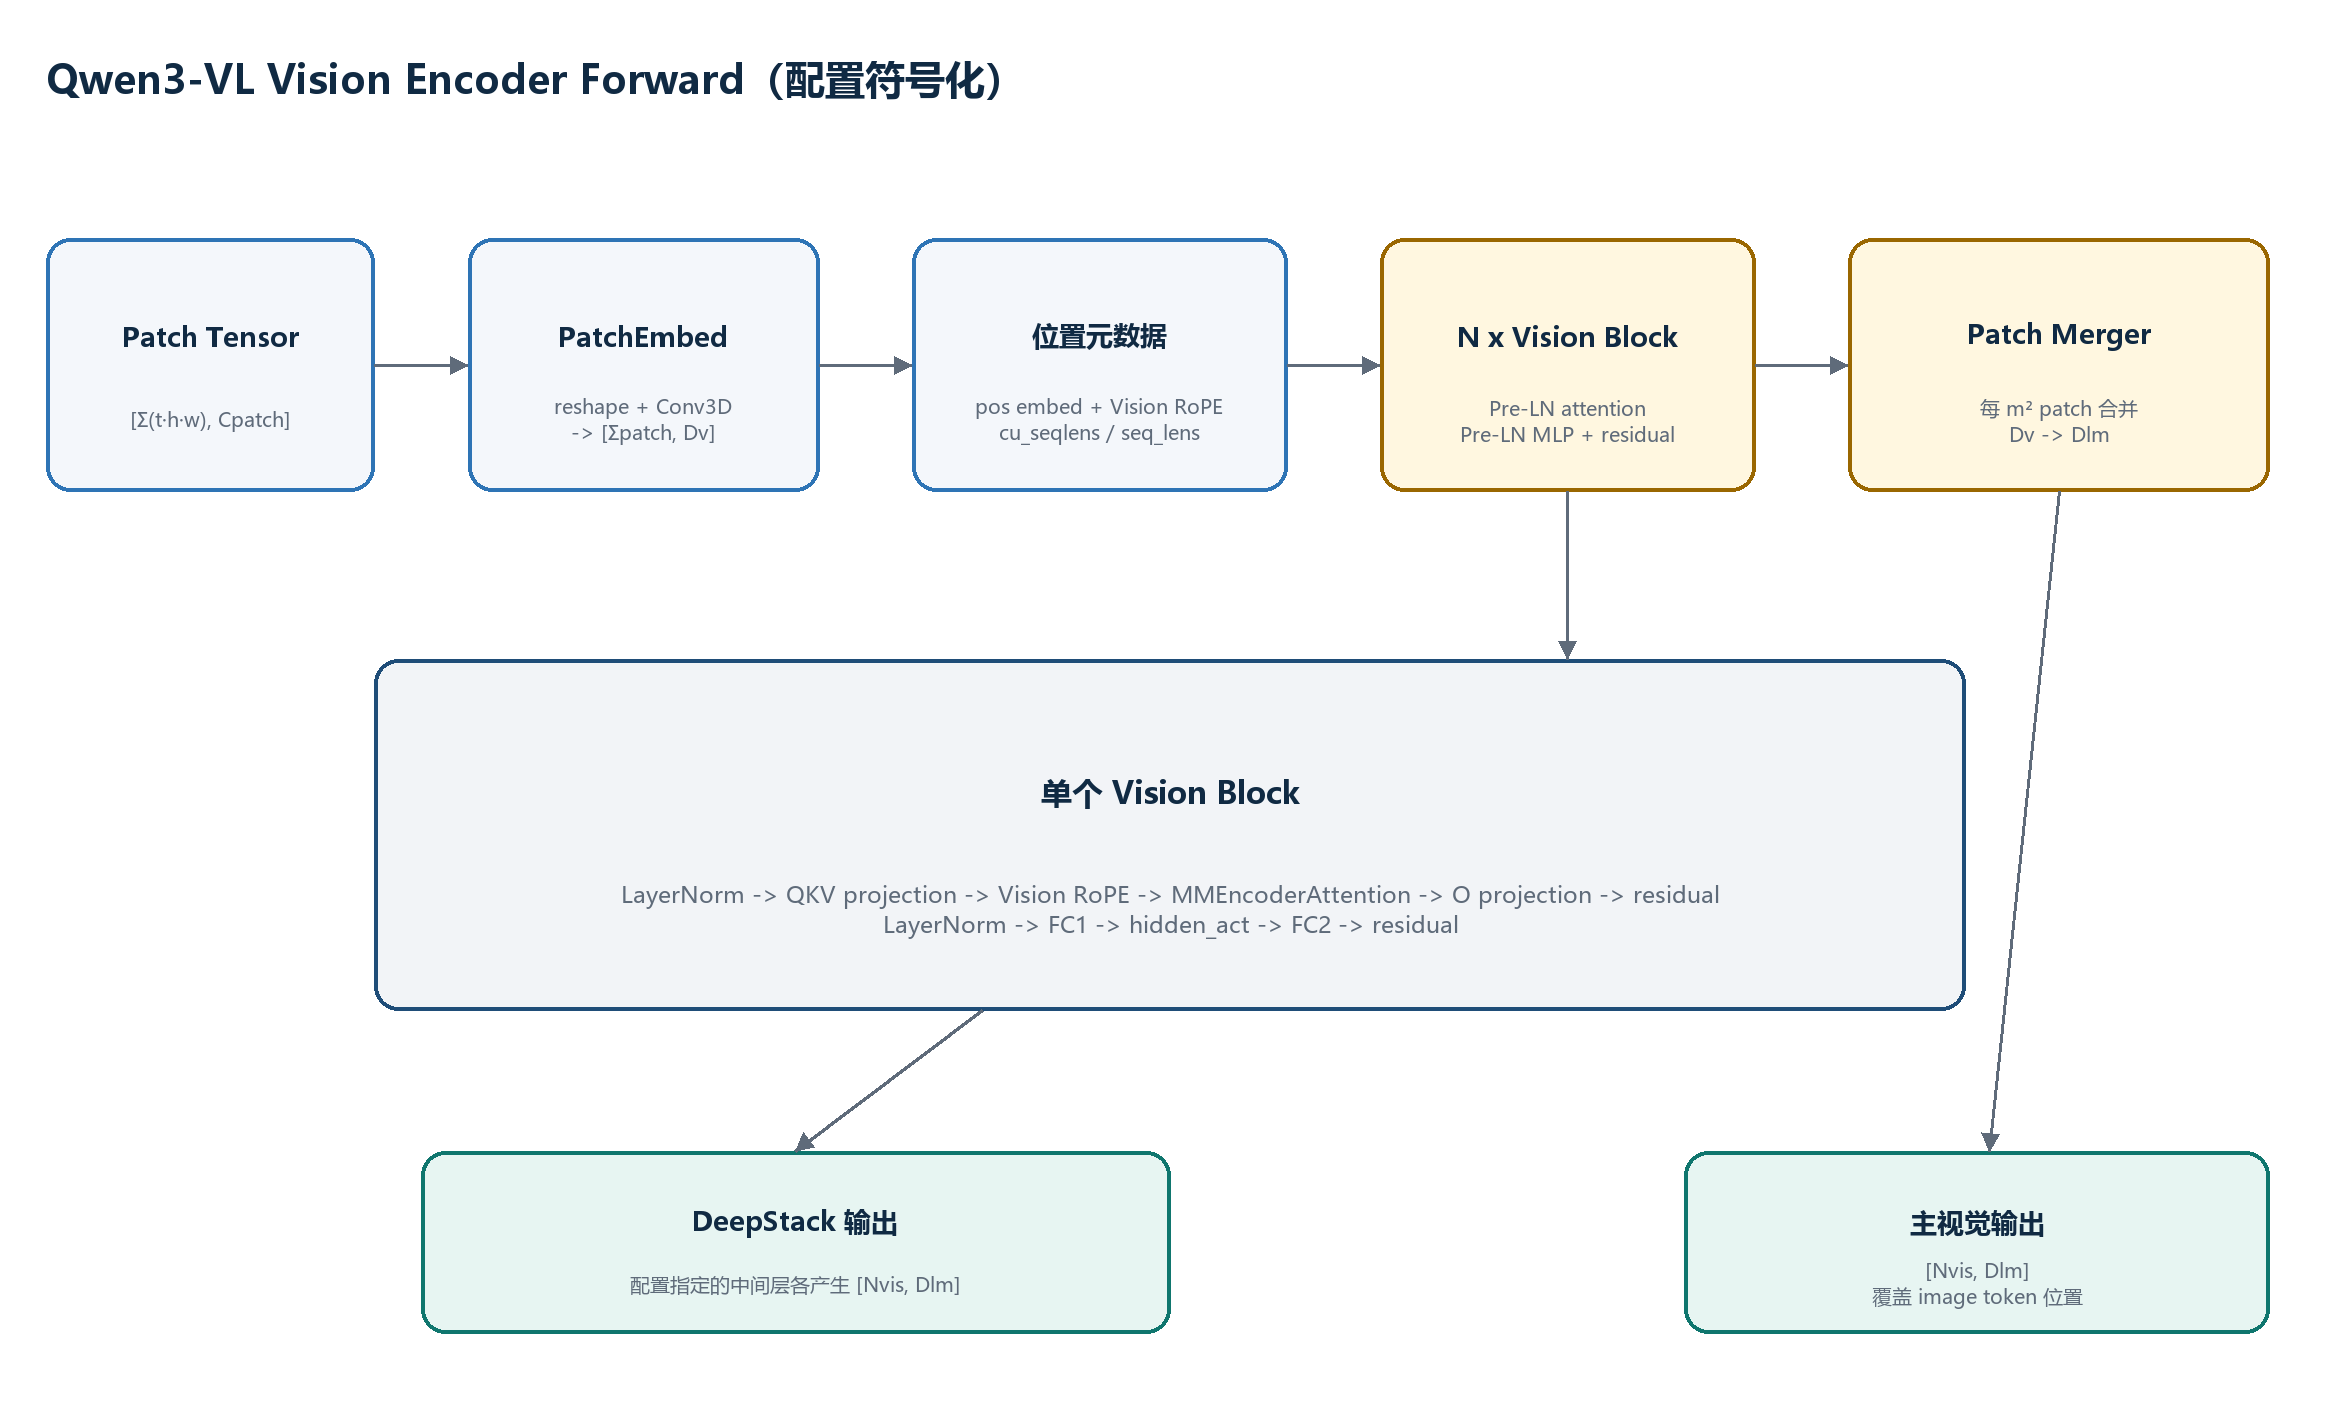 Qwen3-VL Vision Encoder Forward（配置符号化）
Patch Tensor
[Σ(t·h·w), Cpatch]
PatchEmbed
reshape + Conv3D
-> [Σpatch, Dv]
位置元数据
pos embed + Vision RoPE
cu_seqlens / seq_lens
N x Vision Block
Pre-LN attention
Pre-LN MLP + residual
Patch Merger
每 m² patch 合并
Dv -> Dlm
单个 Vision Block
LayerNorm -> QKV projection -> Vision RoPE -> MMEncoderAttention -> O projection -> residual
LayerNorm -> FC1 -> hidden_act -> FC2 -> residual
DeepStack 输出
配置指定的中间层各产生 [Nvis, Dlm]
主视觉输出
[Nvis, Dlm]
覆盖 image token 位置